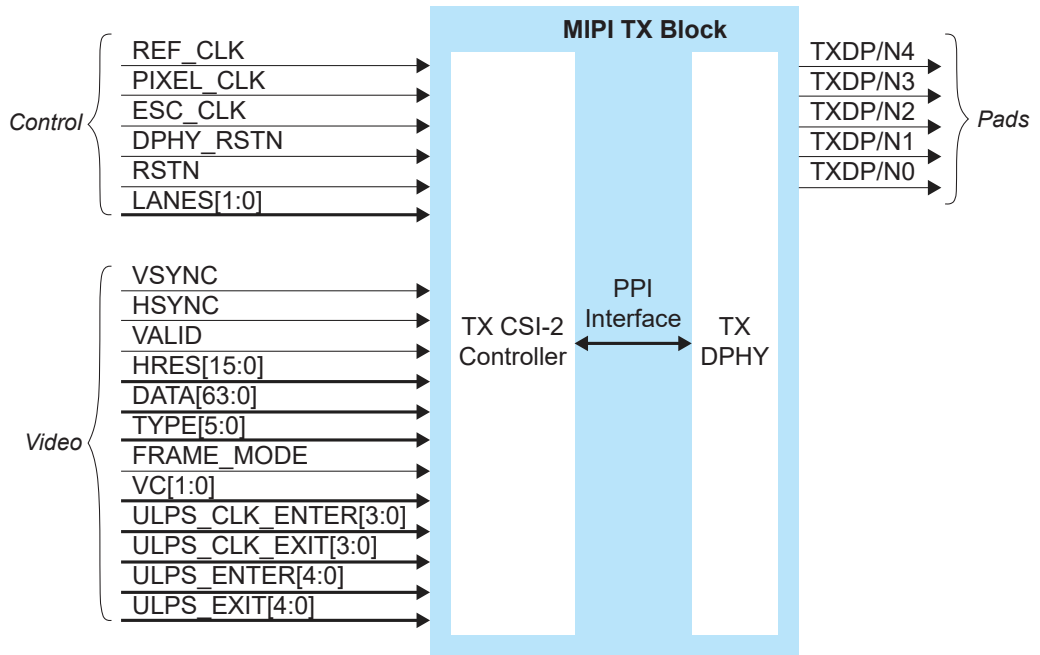 MIPI TX Block
Control
REF_CLK
PIXEL_CLK
ESC_CLK
DPHY_RSTN
RSTN
LANES[1:0]
Video
VSYNC
HSYNC
VALID
HRES[15:0]
DATA[63:0]
TYPE[5:0]
FRAME_MODE
VC[1:0]
ULPS_CLK_ENTER[3:0]
ULPS_CLK_EXIT[3:0]
ULPS_ENTER[4:0]
ULPS_EXIT[4:0]
TX CSI-2
Controller
PPI
Interface
TX
DPHY
TXDP/N4
TXDP/N3
TXDP/N2
TXDP/N1
TXDP/N0
Pads